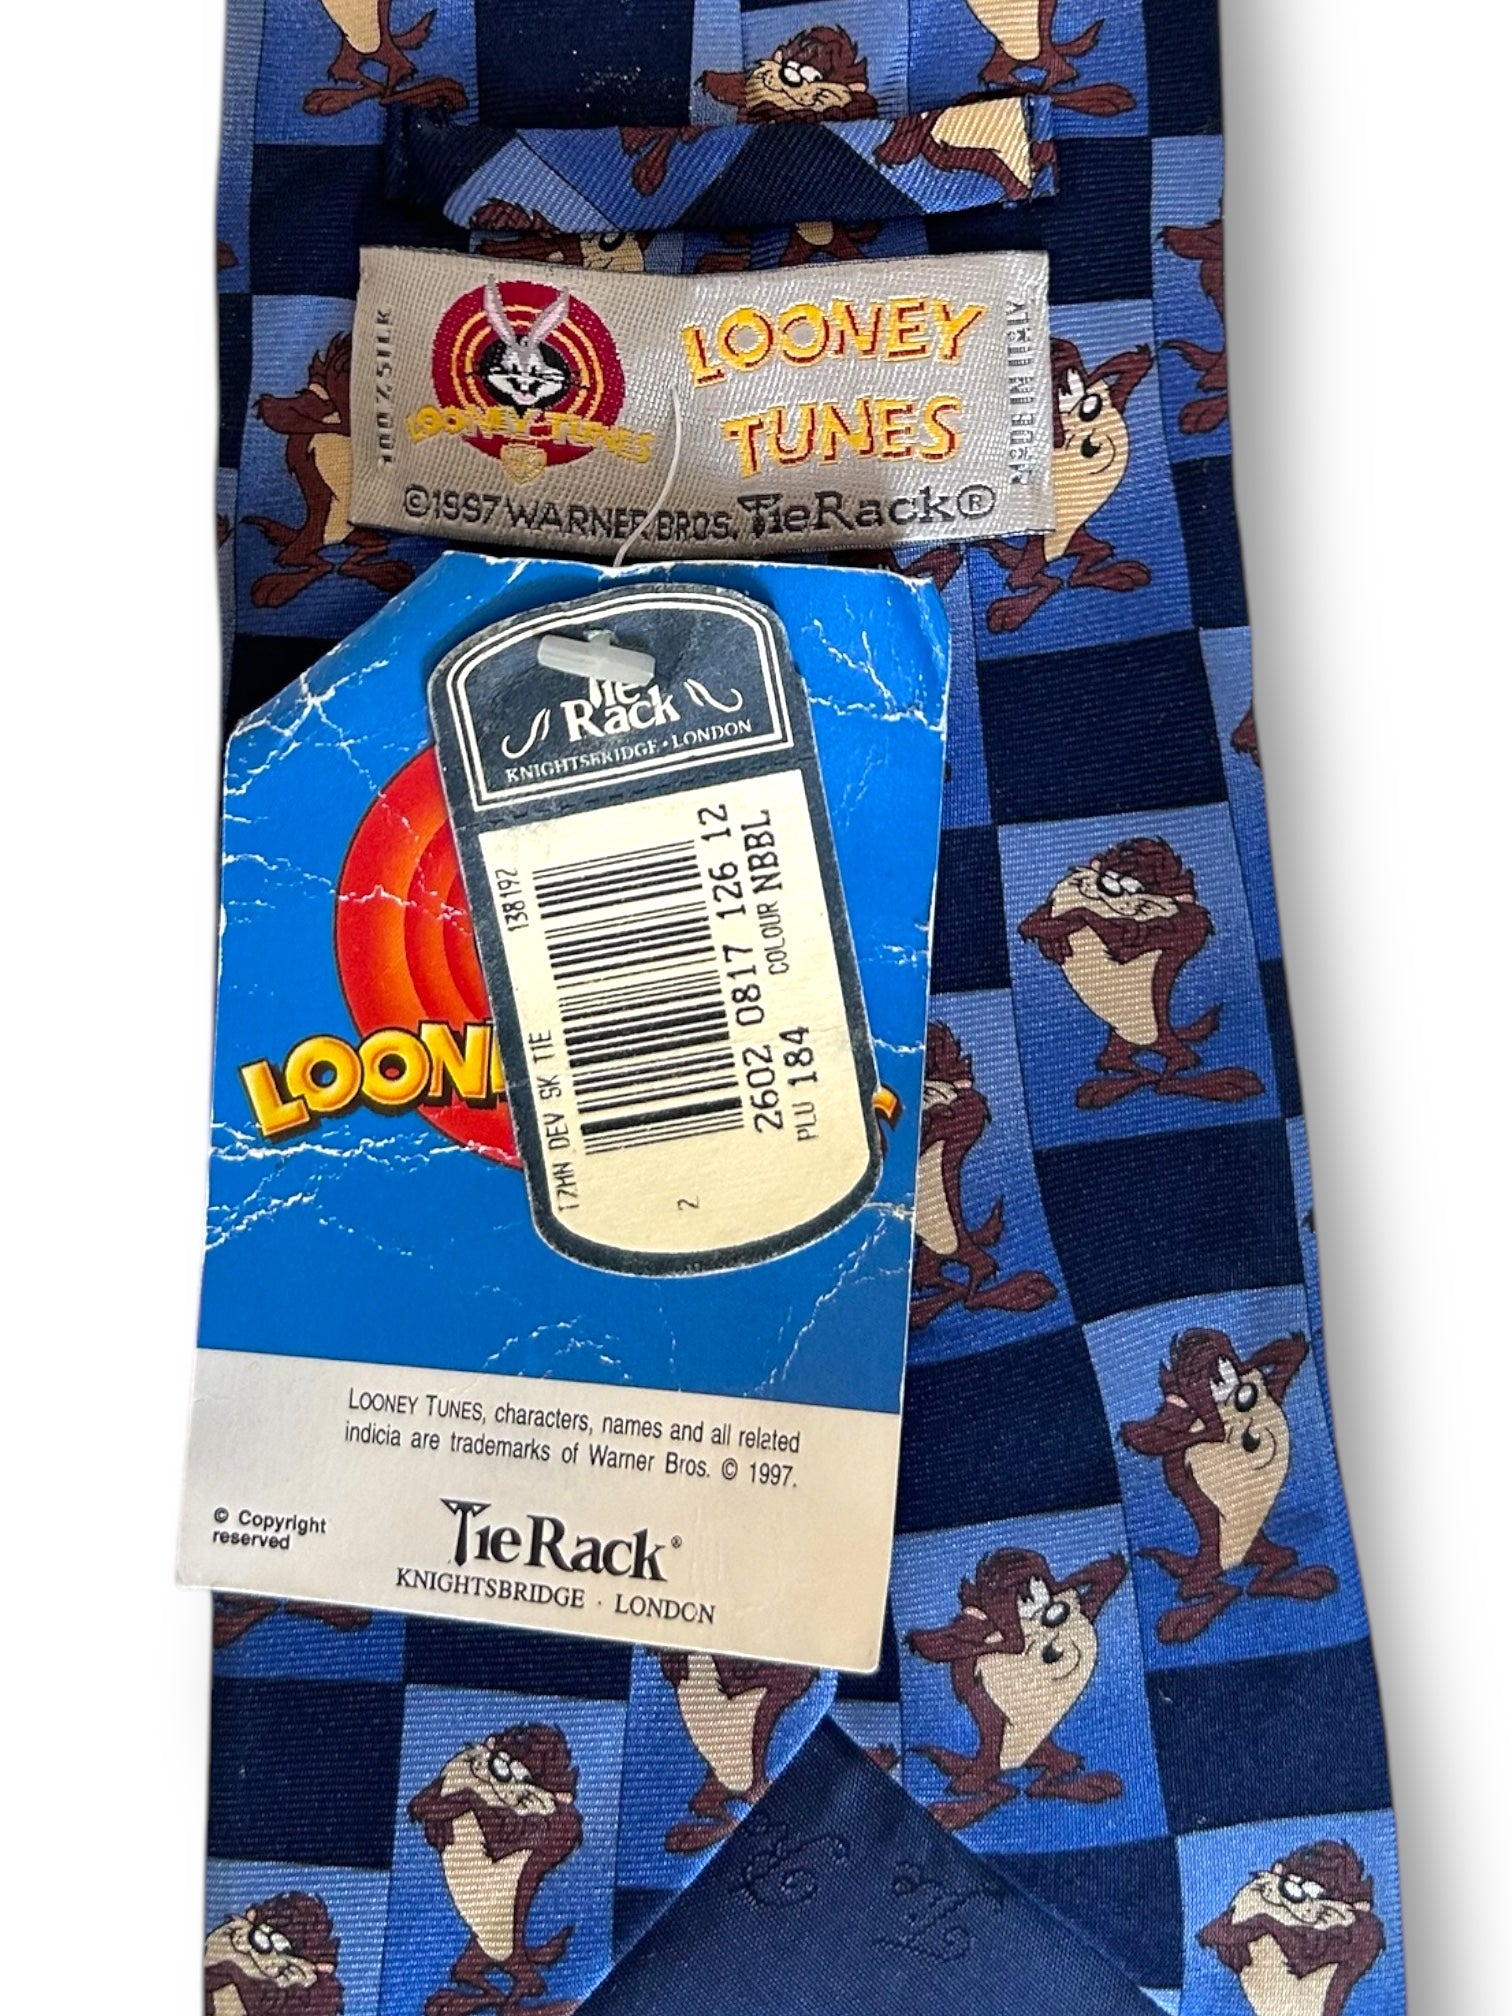 100% SILK
LOONEY TUNES
LOONEY
TUNES
MADE IN ITALY
©1997 WARNER BROS. TieRack®
Tie
Rack
KNIGHTSBRIDGE · LONDON
138192
TZMN DEV SK TIE
2602 0817 126 12
PLU 184 COLOUR NBBL
2
LOON
S
LOONEY TUNES, characters, names and all related
indicia are trademarks of Warner Bros. © 1997.
© Copyright
reserved
TieRack®
KNIGHTSBRIDGE · LONDON